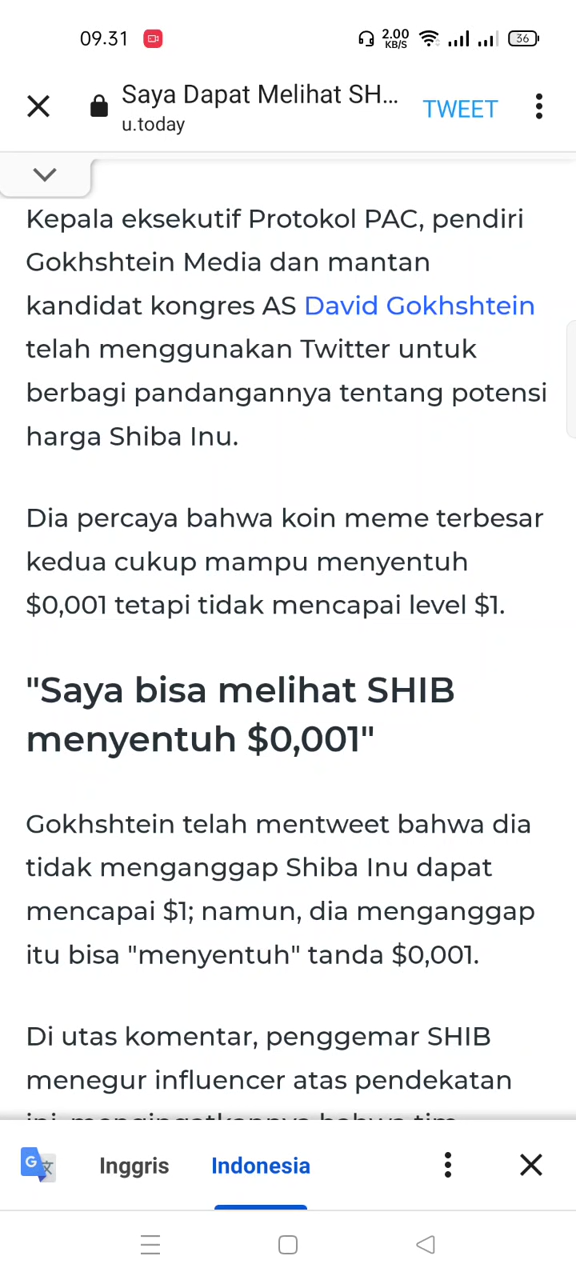 09.31
2.00
KB/S
36
Saya Dapat Melihat SH...
u.today
TWEET
Kepala eksekutif Protokol PAC, pendiri
Gokhshtein Media dan mantan
kandidat kongres AS David Gokhshtein
telah menggunakan Twitter untuk
berbagi pandangannya tentang potensi
harga Shiba Inu.
Dia percaya bahwa koin meme terbesar
kedua cukup mampu menyentuh
$0,001 tetapi tidak mencapai level $1.
"Saya bisa melihat SHIB
menyentuh $0,001"
Gokhshtein telah mentweet bahwa dia
tidak menganggap Shiba Inu dapat
mencapai $1; namun, dia menganggap
itu bisa "menyentuh" tanda $0,001.
Di utas komentar, penggemar SHIB
menegur influencer atas pendekatan
Inggris
Indonesia